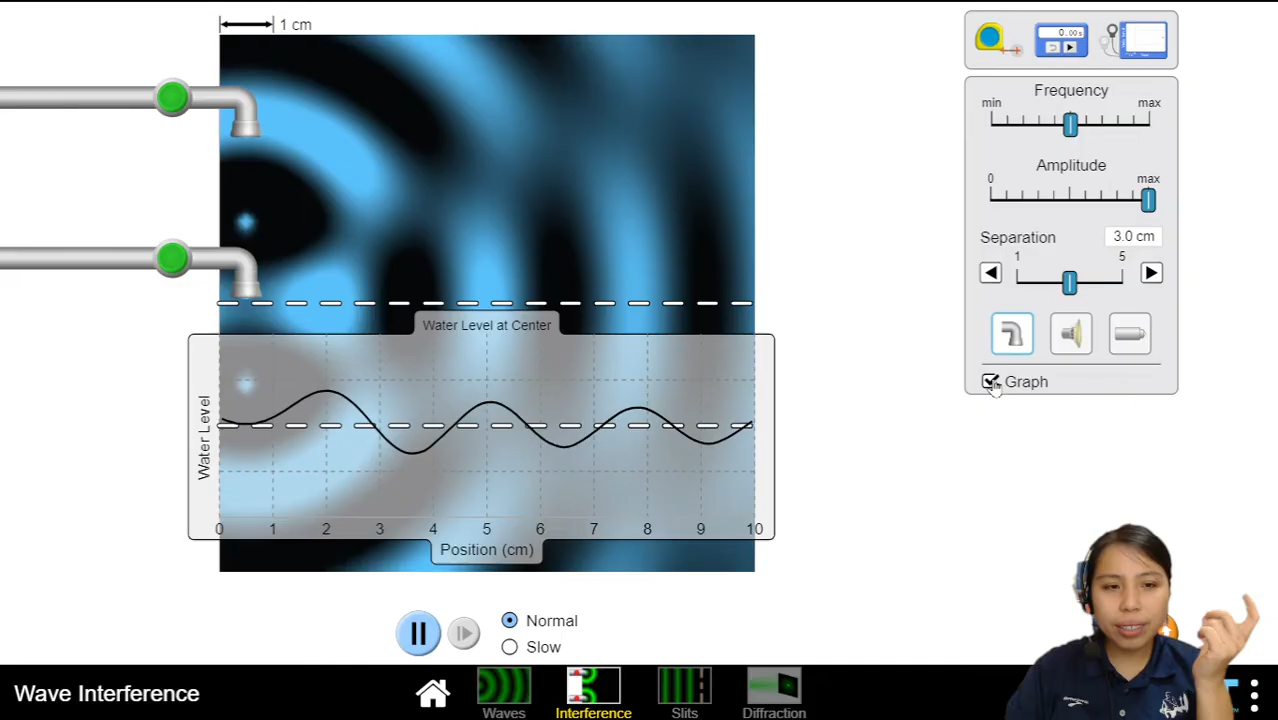 1 cm
0.00 s
Frequency
min max
Amplitude
0 max
Separation 3.0 cm
1 5
Graph
Water Level at Center
Water Level
0 1 2 3 4 5 6 7 8 9 10
Position (cm)
Normal
Slow
Wave Interference
Waves
Interference
Slits
Diffraction